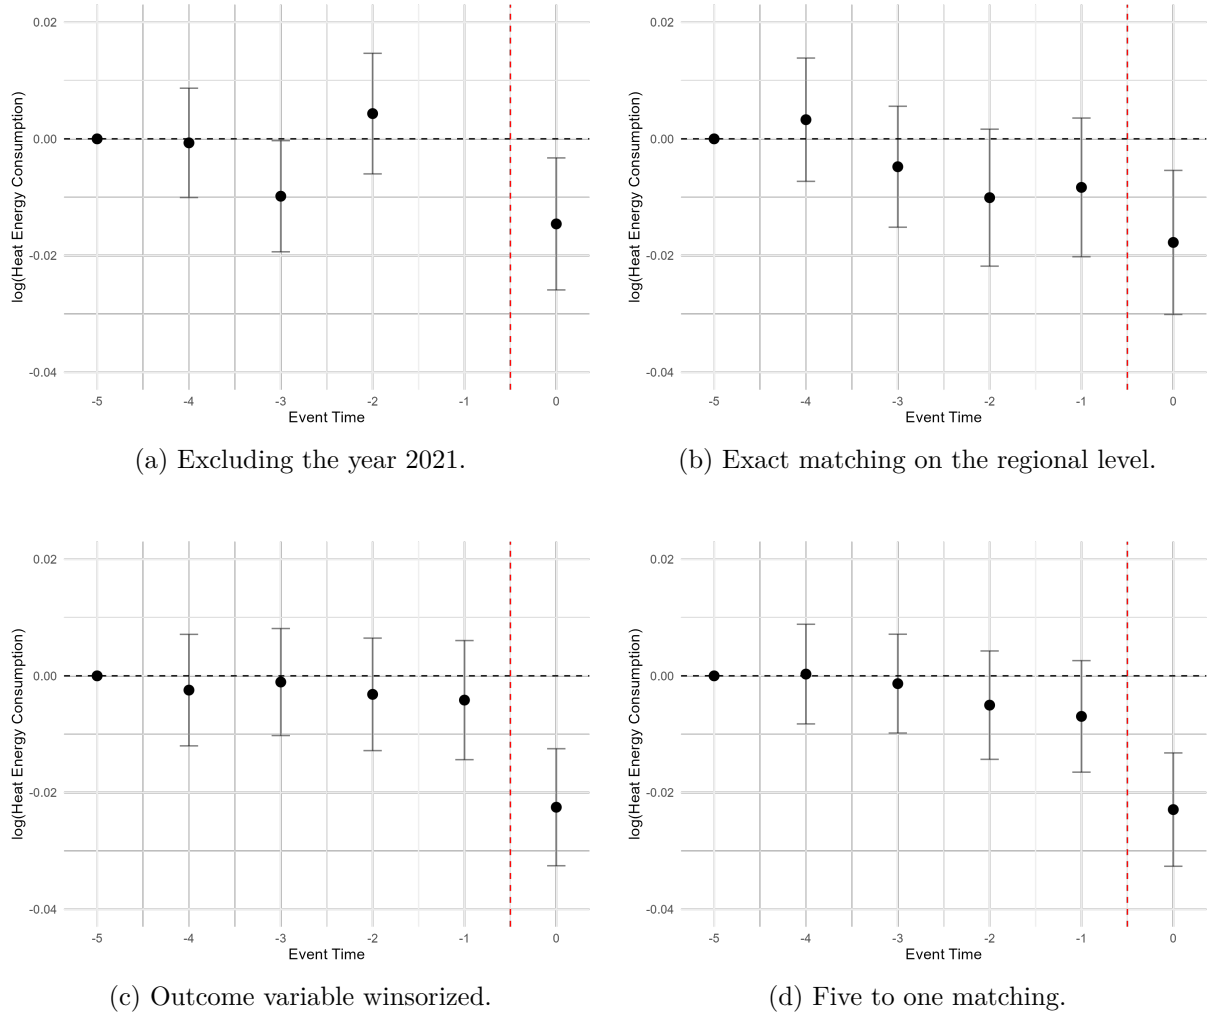 0.02
0.00
-0.02
-0.04
log(Heat Energy Consumption)
-5 -4 -3 -2 -1 0
Event Time
(a) Excluding the year 2021.
0.02
0.00
-0.02
-0.04
log(Heat Energy Consumption)
-5 -4 -3 -2 -1 0
Event Time
(b) Exact matching on the regional level.
0.02
0.00
-0.02
-0.04
log(Heat Energy Consumption)
-5 -4 -3 -2 -1 0
Event Time
(c) Outcome variable winsorized.
0.02
0.00
-0.02
-0.04
log(Heat Energy Consumption)
-5 -4 -3 -2 -1 0
Event Time
(d) Five to one matching.